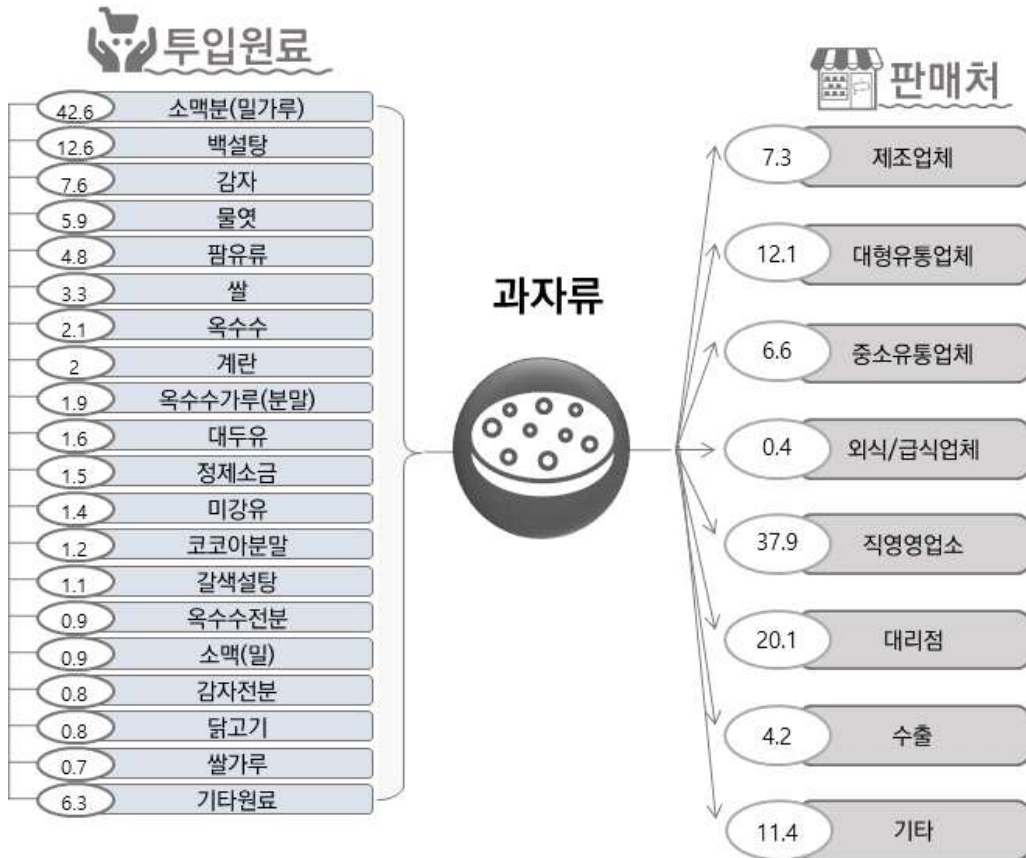 투입원료
42.6 소맥분(밀가루)
12.6 백설탕
7.6 감자
5.9 물엿
4.8 팜유류
3.3 쌀
2.1 옥수수
2 계란
1.9 옥수수가루(분말)
1.6 대두유
1.5 정제소금
1.4 미강유
1.2 코코아분말
1.1 갈색설탕
0.9 옥수수전분
0.9 소맥(밀)
0.8 감자전분
0.8 닭고기
0.7 쌀가루
6.3 기타원료
과자류
판매처
7.3 제조업체
12.1 대형유통업체
6.6 중소유통업체
0.4 외식/급식업체
37.9 직영영업소
20.1 대리점
4.2 수출
11.4 기타